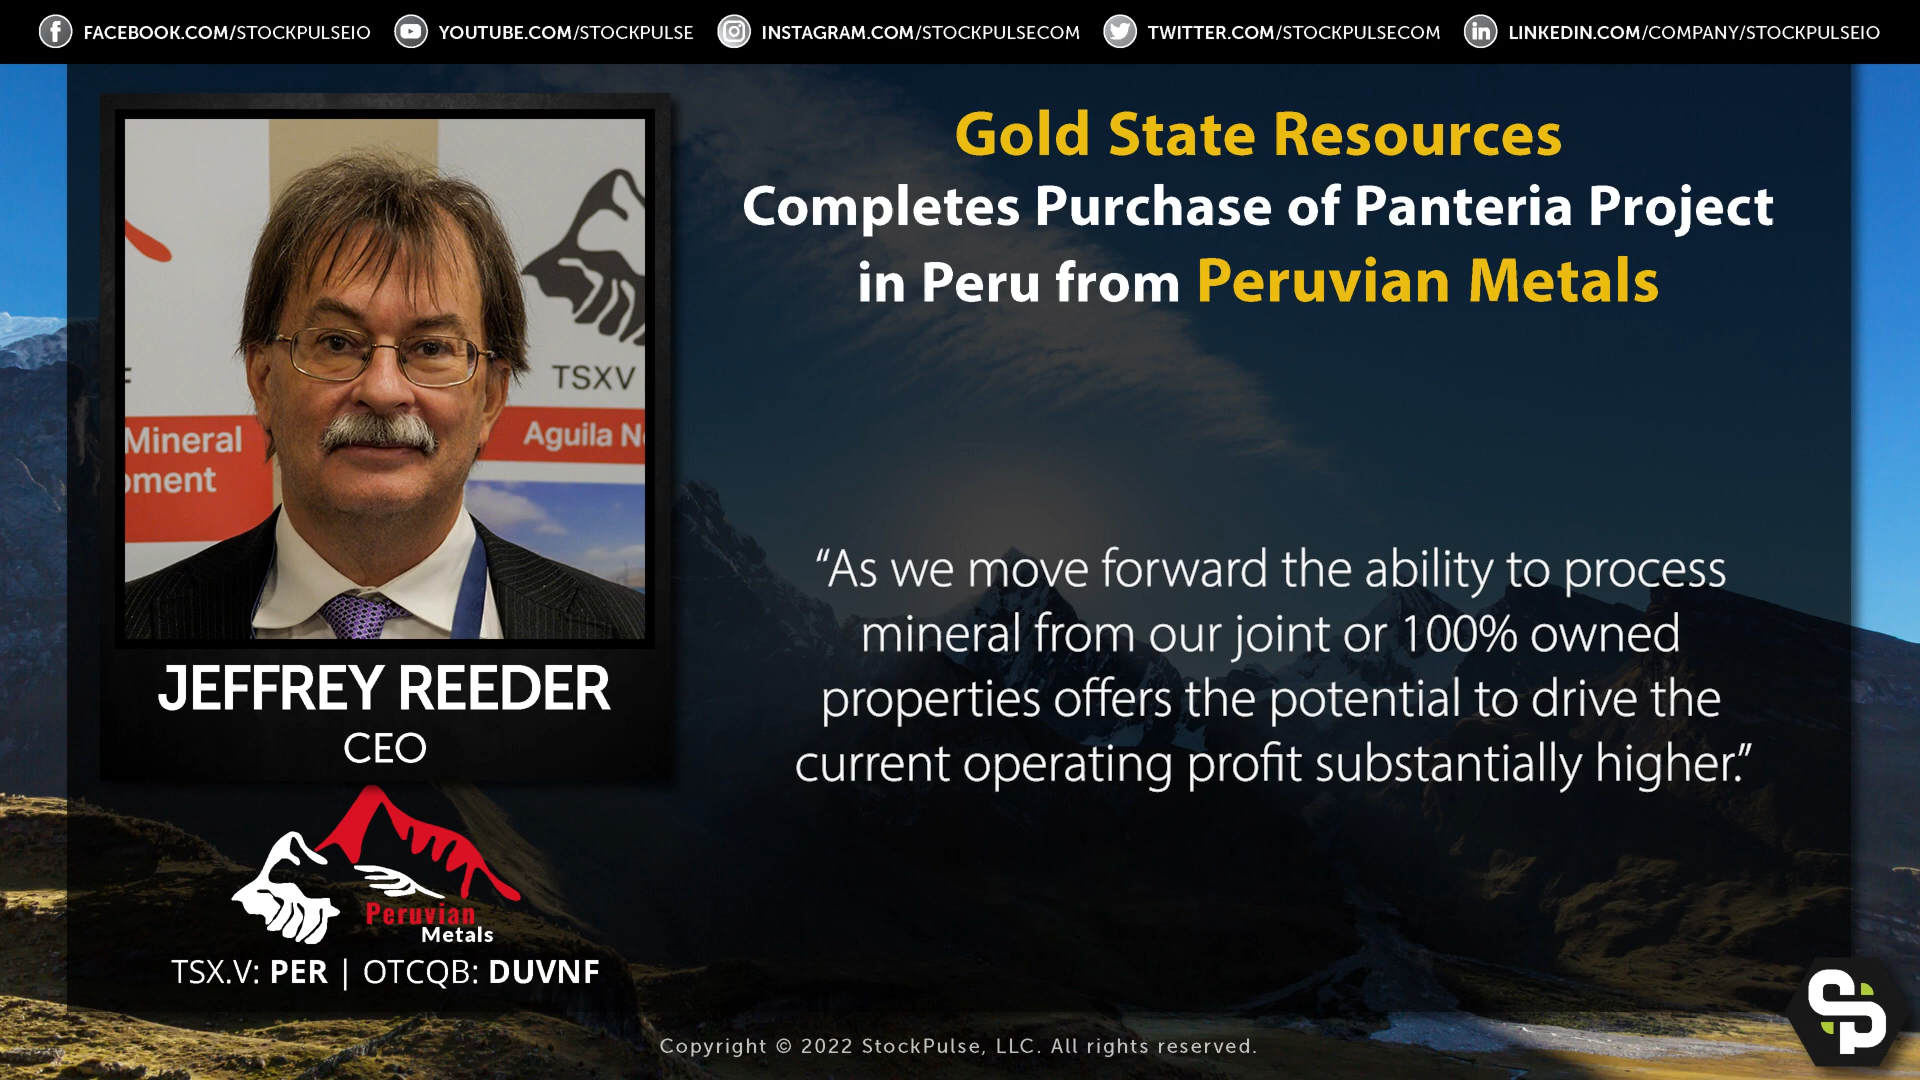 FACEBOOK.COM/STOCKPULSEIO
YOUTUBE.COM/STOCKPULSE
INSTAGRAM.COM/STOCKPULSECOM
TWITTER.COM/STOCKPULSECOM
LINKEDIN.COM/COMPANY/STOCKPULSEIO
TSXV
Mineral
Aguila
JEFFREY REEDER
CEO
Peruvian
Metals
TSX.V: PER | OTCQB: DUVNF
Gold State Resources
Completes Purchase of Panteria Project
in Peru from Peruvian Metals
“As we move forward the ability to process
mineral from our joint or 100% owned
properties offers the potential to drive the
current operating profit substantially higher.”
Copyright © 2022 StockPulse, LLC. All rights reserved.
SP